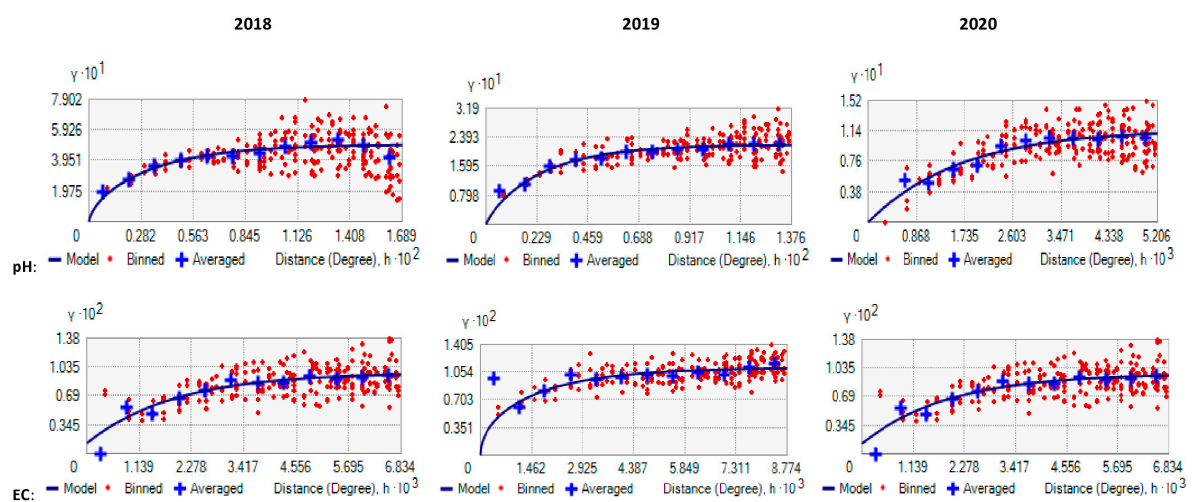 2018 2019 2020
γ · 10¹ γ · 10¹ γ · 10¹
7.902 3.19 1.52
5.926 2.393 1.14
3.951 1.595 0.76
1.975 0.798 0.38
0 0.282 0.563 0.845 1.126 1.408 1.689 0 0.229 0.459 0.688 0.917 1.146 1.376 0 0.868 1.735 2.603 3.471 4.338 5.206
pH: Model Binned Averaged Distance (Degree), h · 10² Model Binned Averaged Distance (Degree), h · 10² Model Binned Averaged Distance (Degree), h · 10³
γ · 10² γ · 10² γ · 10²
1.38 1.405 1.38
1.035 1.054 1.035
0.69 0.703 0.69
0.345 0.351 0.345
0 1.139 2.278 3.417 4.556 5.695 6.834 0 1.462 2.925 4.387 5.849 7.311 8.774 0 1.139 2.278 3.417 4.556 5.695 6.834
EC: Model Binned Averaged Distance (Degree), h · 10³ Model Binned Averaged Distance (Degree), h · 10³ Model Binned Averaged Distance (Degree), h · 10³